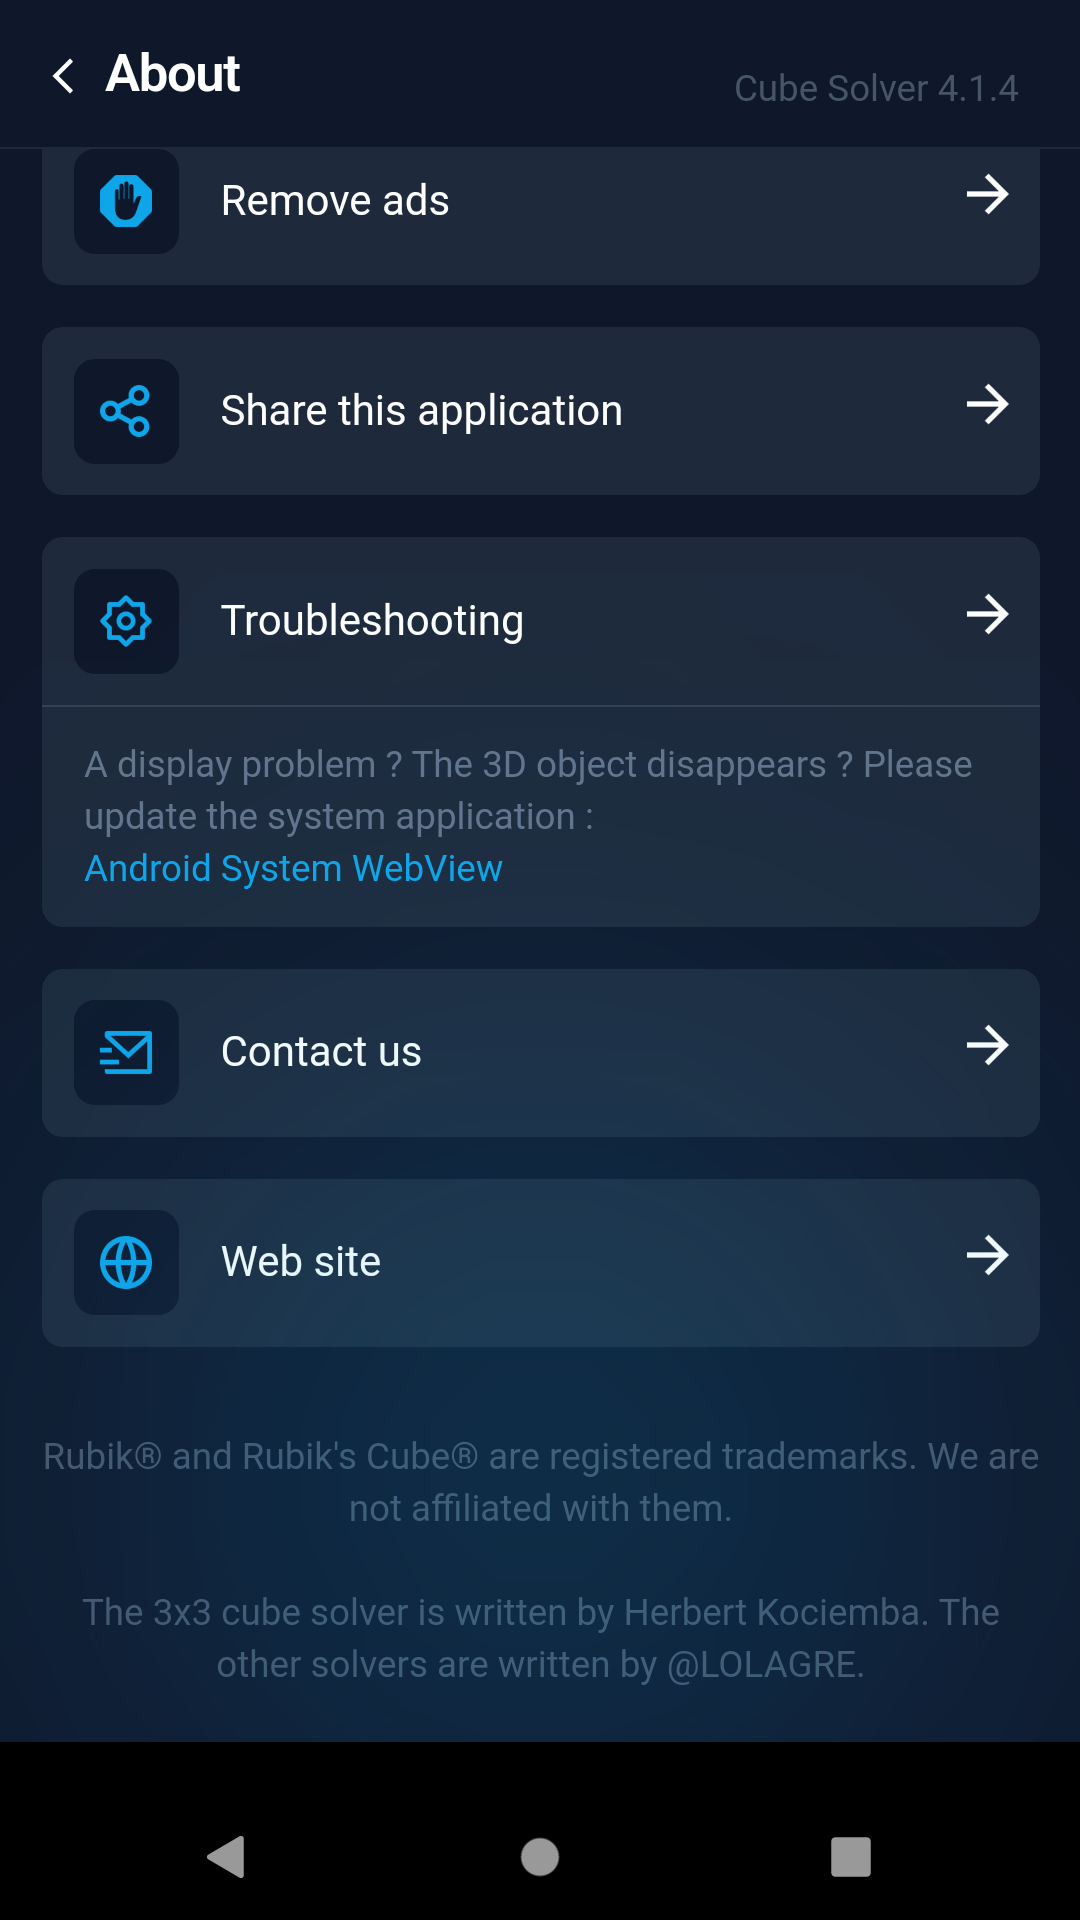 About
Cube Solver 4.1.4
Remove ads
Share this application
Troubleshooting
A display problem ? The 3D object disappears ? Please
update the system application :
Android System WebView
Contact us
Web site
Rubik® and Rubik's Cube® are registered trademarks. We are
not affiliated with them.
The 3x3 cube solver is written by Herbert Kociemba. The
other solvers are written by @LOLAGRE.